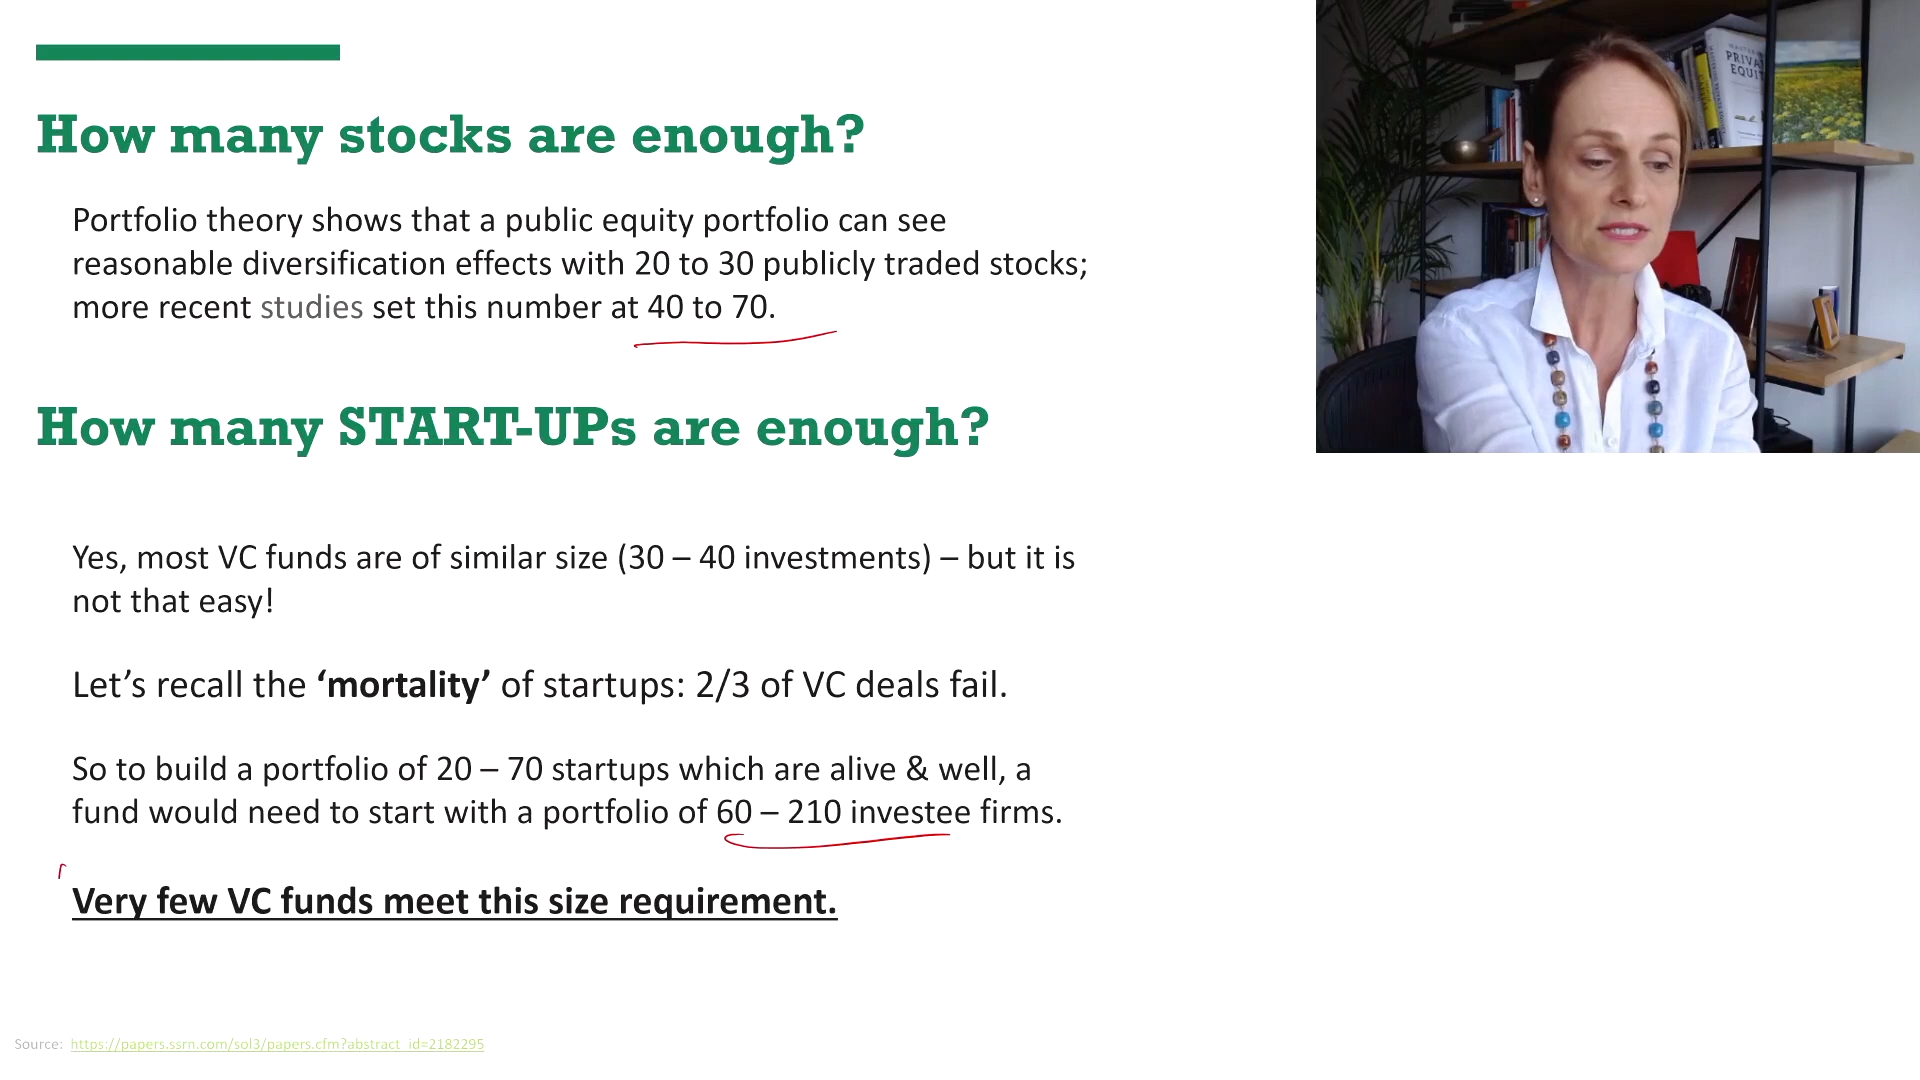 How many stocks are enough?
Portfolio theory shows that a public equity portfolio can see
reasonable diversification effects with 20 to 30 publicly traded stocks;
more recent studies set this number at 40 to 70.
How many START-UPs are enough?
Yes, most VC funds are of similar size (30 – 40 investments) – but it is
not that easy!
Let’s recall the ‘mortality’ of startups: 2/3 of VC deals fail.
So to build a portfolio of 20 – 70 startups which are alive & well, a
fund would need to start with a portfolio of 60 – 210 investee firms.
Very few VC funds meet this size requirement.
Source: https://papers.ssrn.com/sol3/papers.cfm?abstract_id=2182295
PRIVA
EQUIT